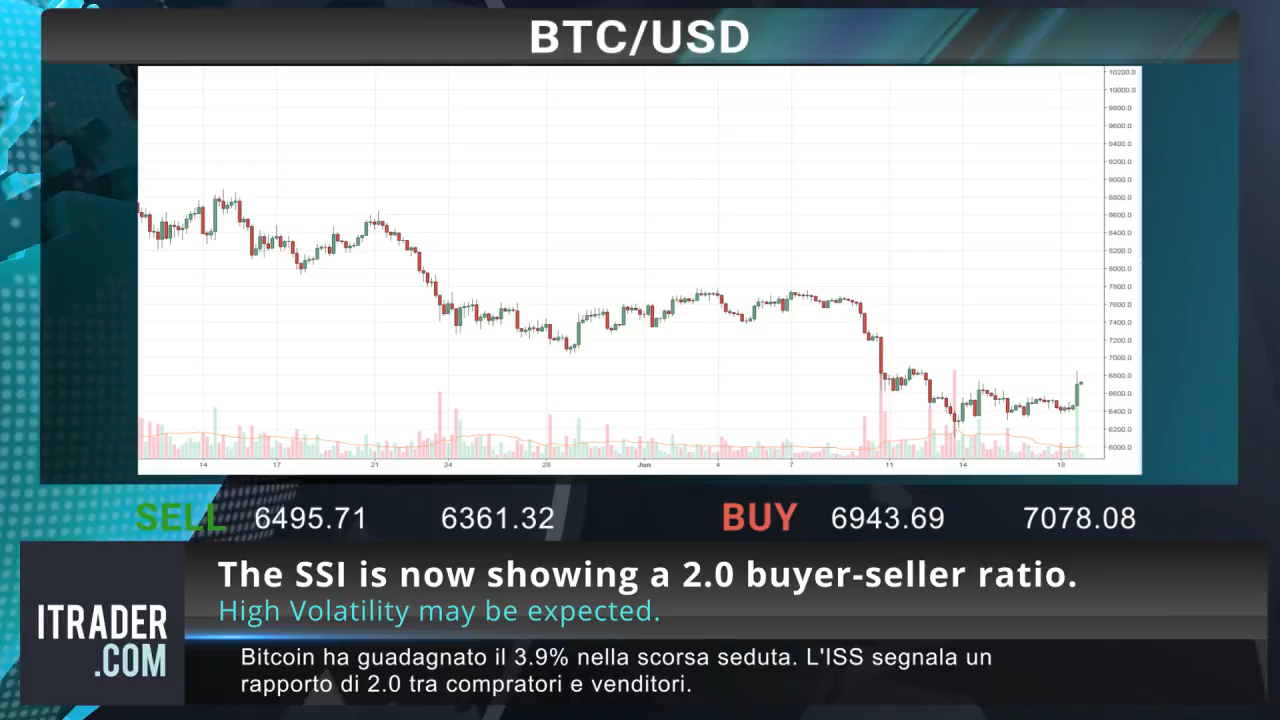 BTC/USD
10200.0
10000.0
9800.0
9600.0
9400.0
9200.0
9000.0
8800.0
8600.0
8400.0
8200.0
8000.0
7800.0
7600.0
7400.0
7200.0
7000.0
6800.0
6600.0
6400.0
6200.0
6000.0
14 17 21 24 28 Jun 4 7 11 14 18
SELL 6495.71 6361.32 BUY 6943.69 7078.08
The SSI is now showing a 2.0 buyer-seller ratio.
High Volatility may be expected.
ITRADER
.COM
Bitcoin ha guadagnato il 3.9% nella scorsa seduta. L'ISS segnala un
rapporto di 2.0 tra compratori e venditori.